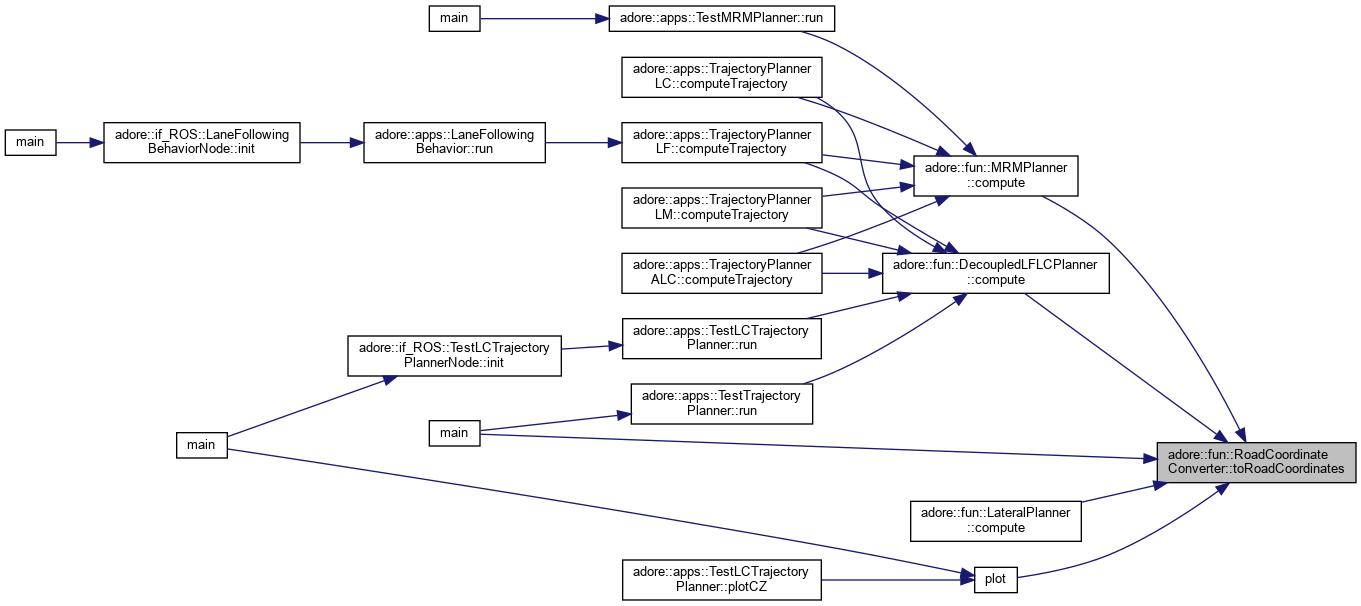 main
adore::apps::TestMRMPlanner::run
adore::apps::TrajectoryPlanner
LC::computeTrajectory
main
adore::if_ROS::LaneFollowing
BehaviorNode::init
adore::apps::LaneFollowing
Behavior::run
adore::apps::TrajectoryPlanner
LF::computeTrajectory
adore::fun::MRMPlanner
::compute
adore::apps::TrajectoryPlanner
LM::computeTrajectory
adore::apps::TrajectoryPlanner
ALC::computeTrajectory
adore::fun::DecoupledLFLCPlanner
::compute
adore::if_ROS::TestLCTrajectory
PlannerNode::init
adore::apps::TestLCTrajectory
Planner::run
adore::apps::TestTrajectory
Planner::run
main
main
adore::fun::RoadCoordinate
Converter::toRoadCoordinates
adore::fun::LateralPlanner
::compute
adore::apps::TestLCTrajectory
Planner::plotCZ
plot